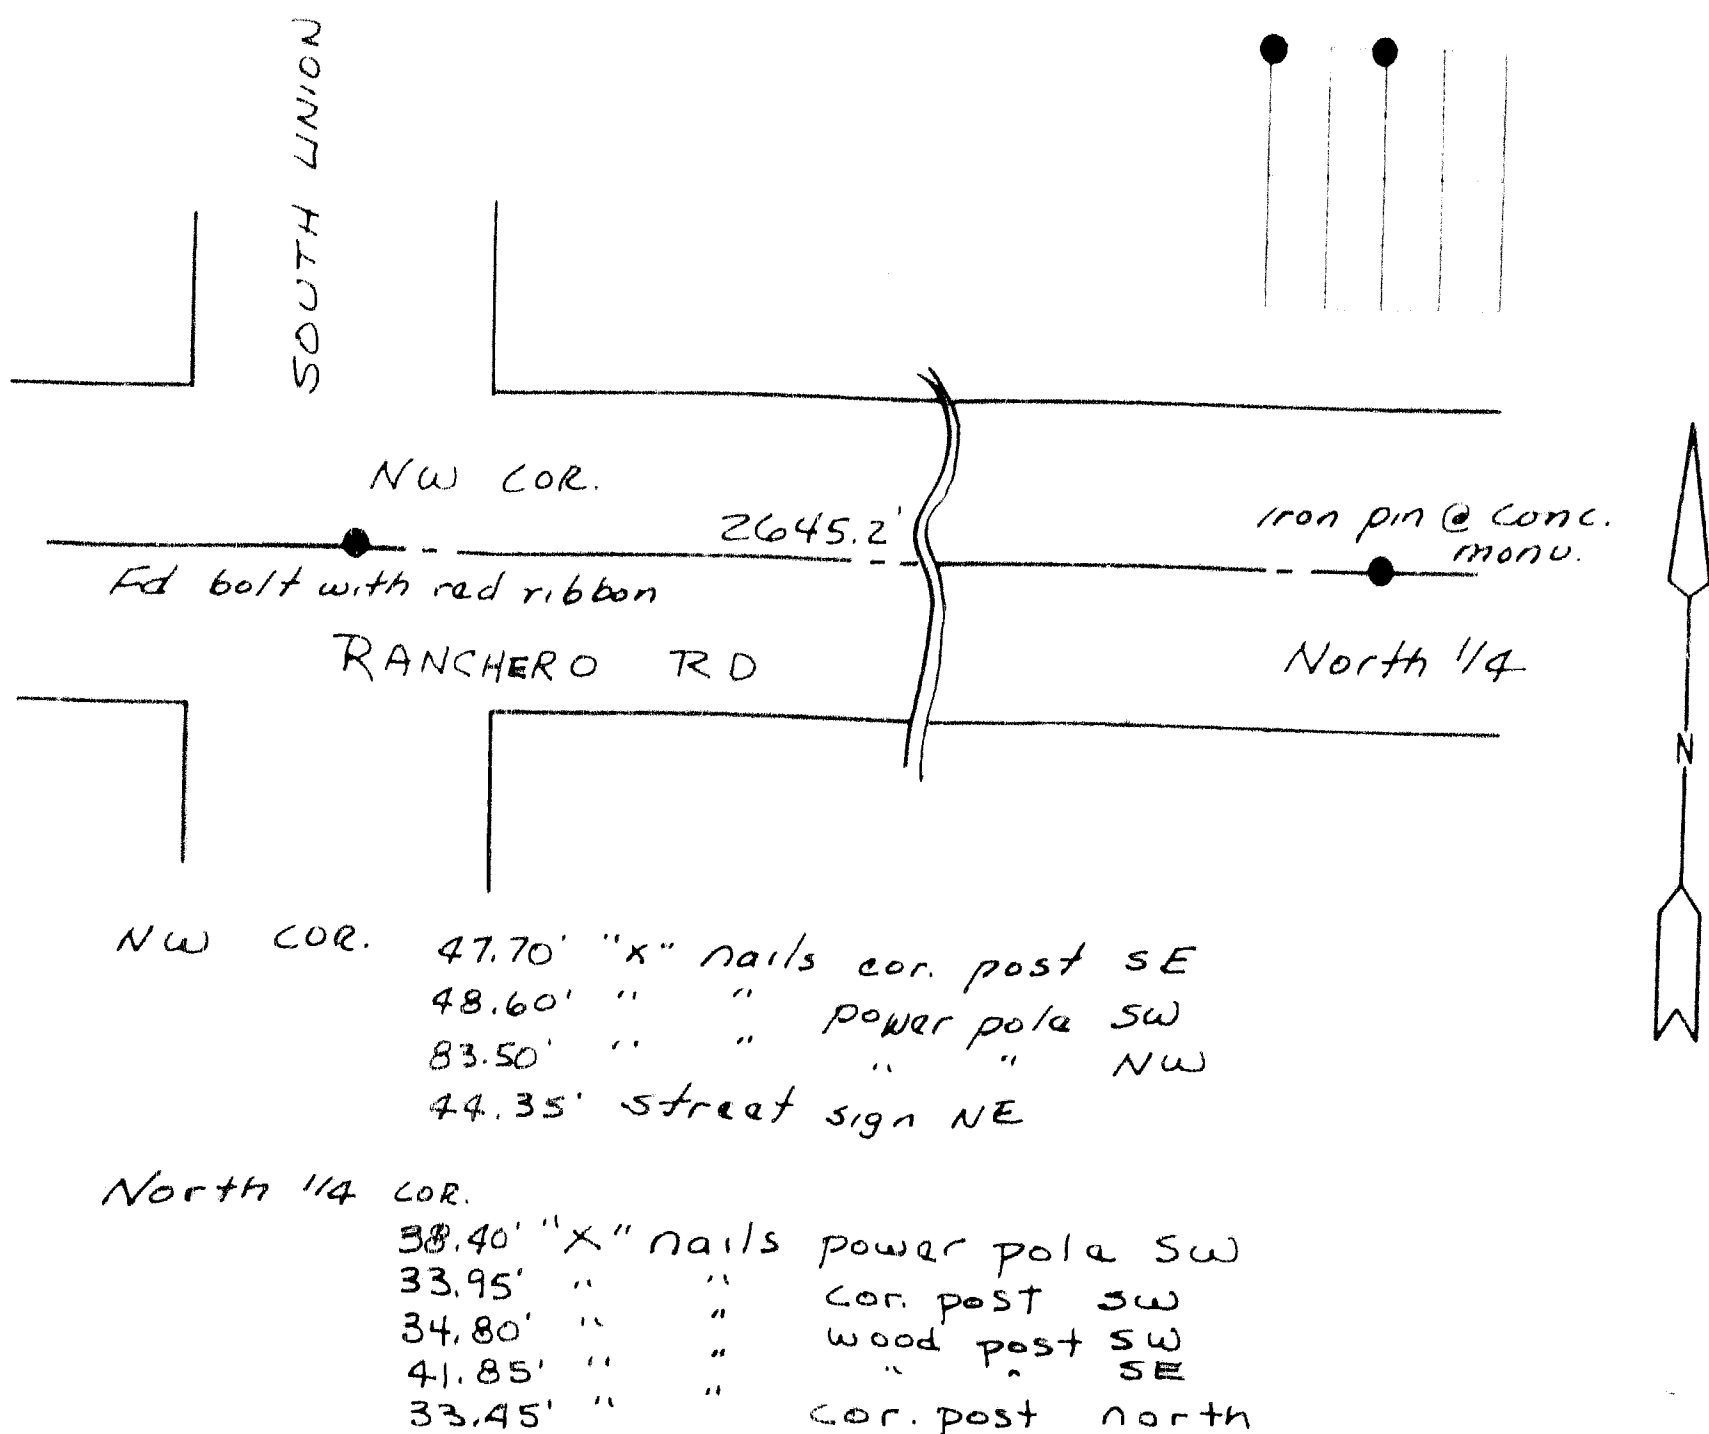 SOUTH UNION
NW COR.
2645.2'
Iron pin @ conc.
monu.
Fd bolt with red ribbon
RANCHERO RD
North 1/4
N
NW COR. 47.70' "x" nails cor. post SE
48.60' " " power pole SW
83.50' " " " " NW
44.35' street sign NE
North 1/4 COR.
38.40' "X" nails power pole SW
33.95' " " cor. post SW
34.80' " " wood post SW
41.85' " " " " SE
33.45' " " cor. post north